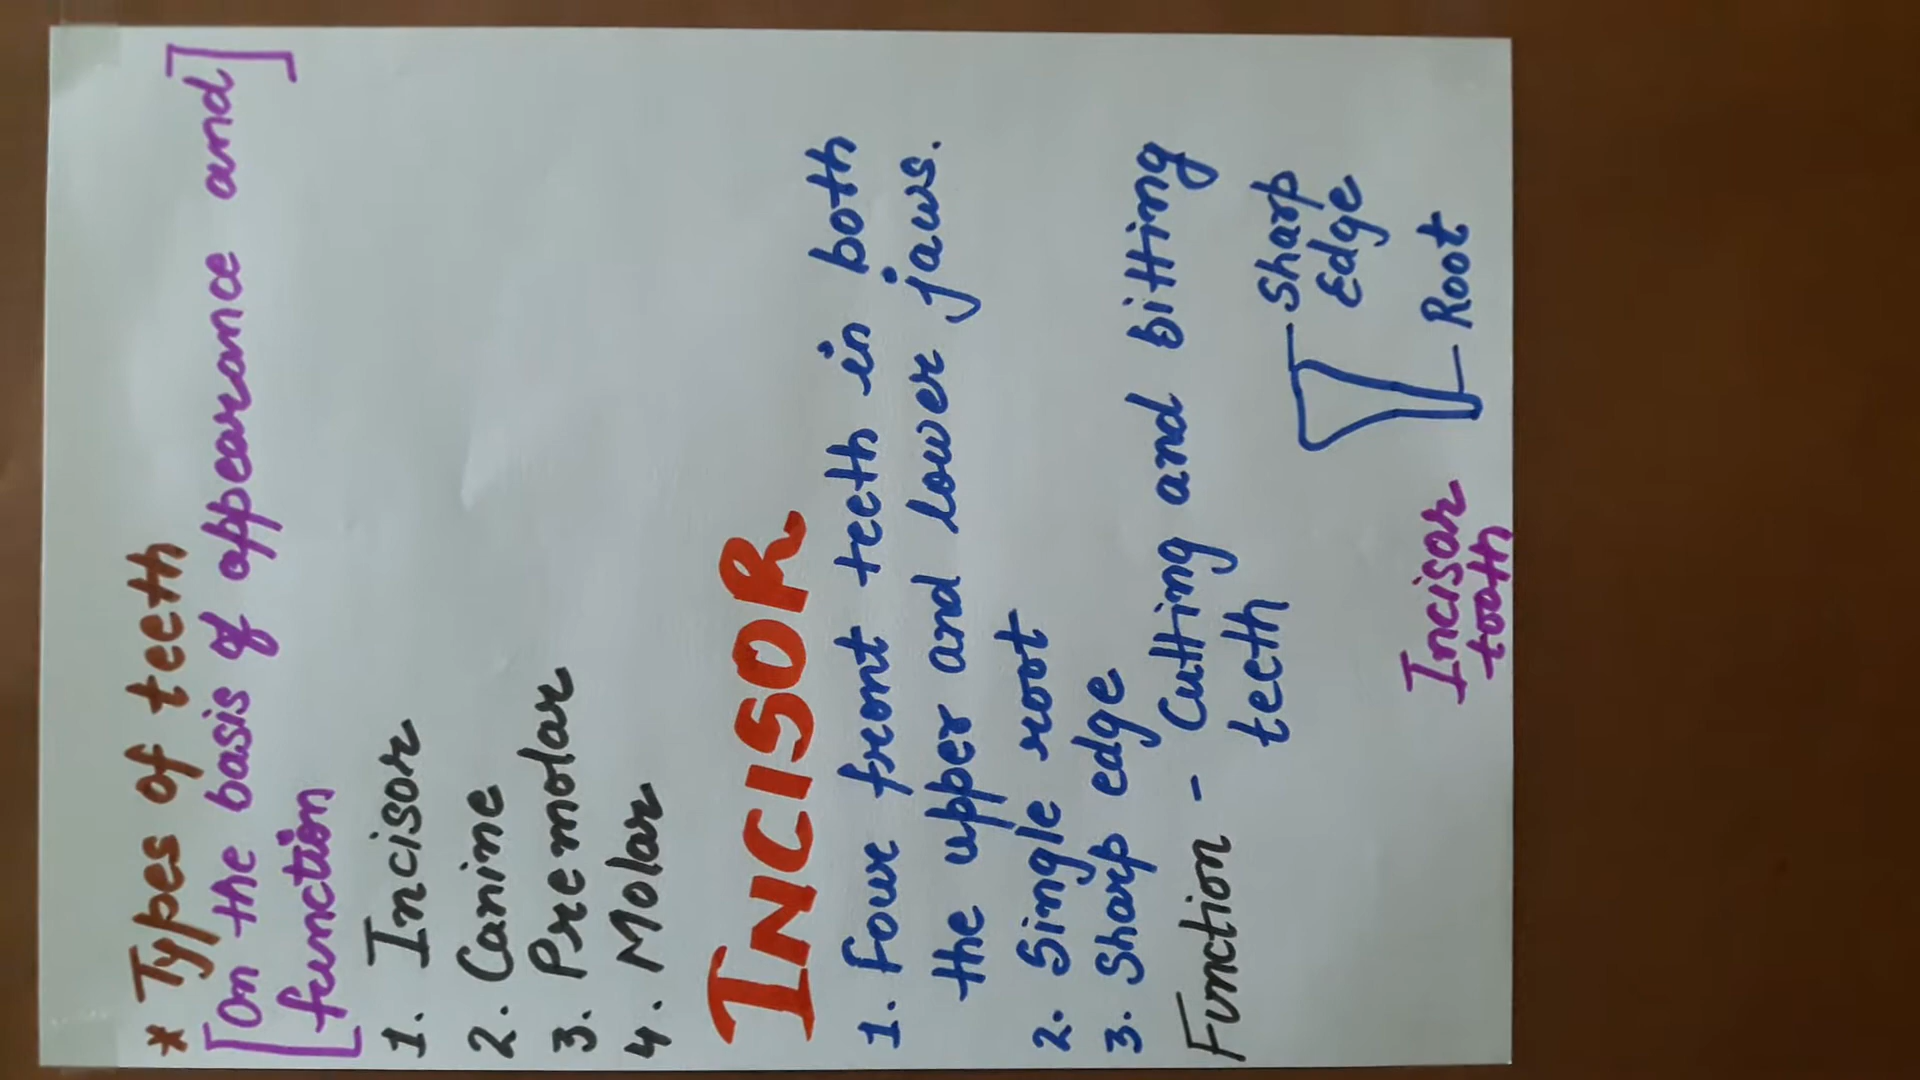 * Types of teeth
[On the basis of appearance and]
[function
1. Incisor
2. Canine
3. Premolar
4. Molar
INCISOR
1. Four front teeth in both
the upper and lower jaws.
2. Single root
3. Sharp edge
Function - Cutting and bitting
teeth
Sharp
Edge
Root
Incisor
tooth